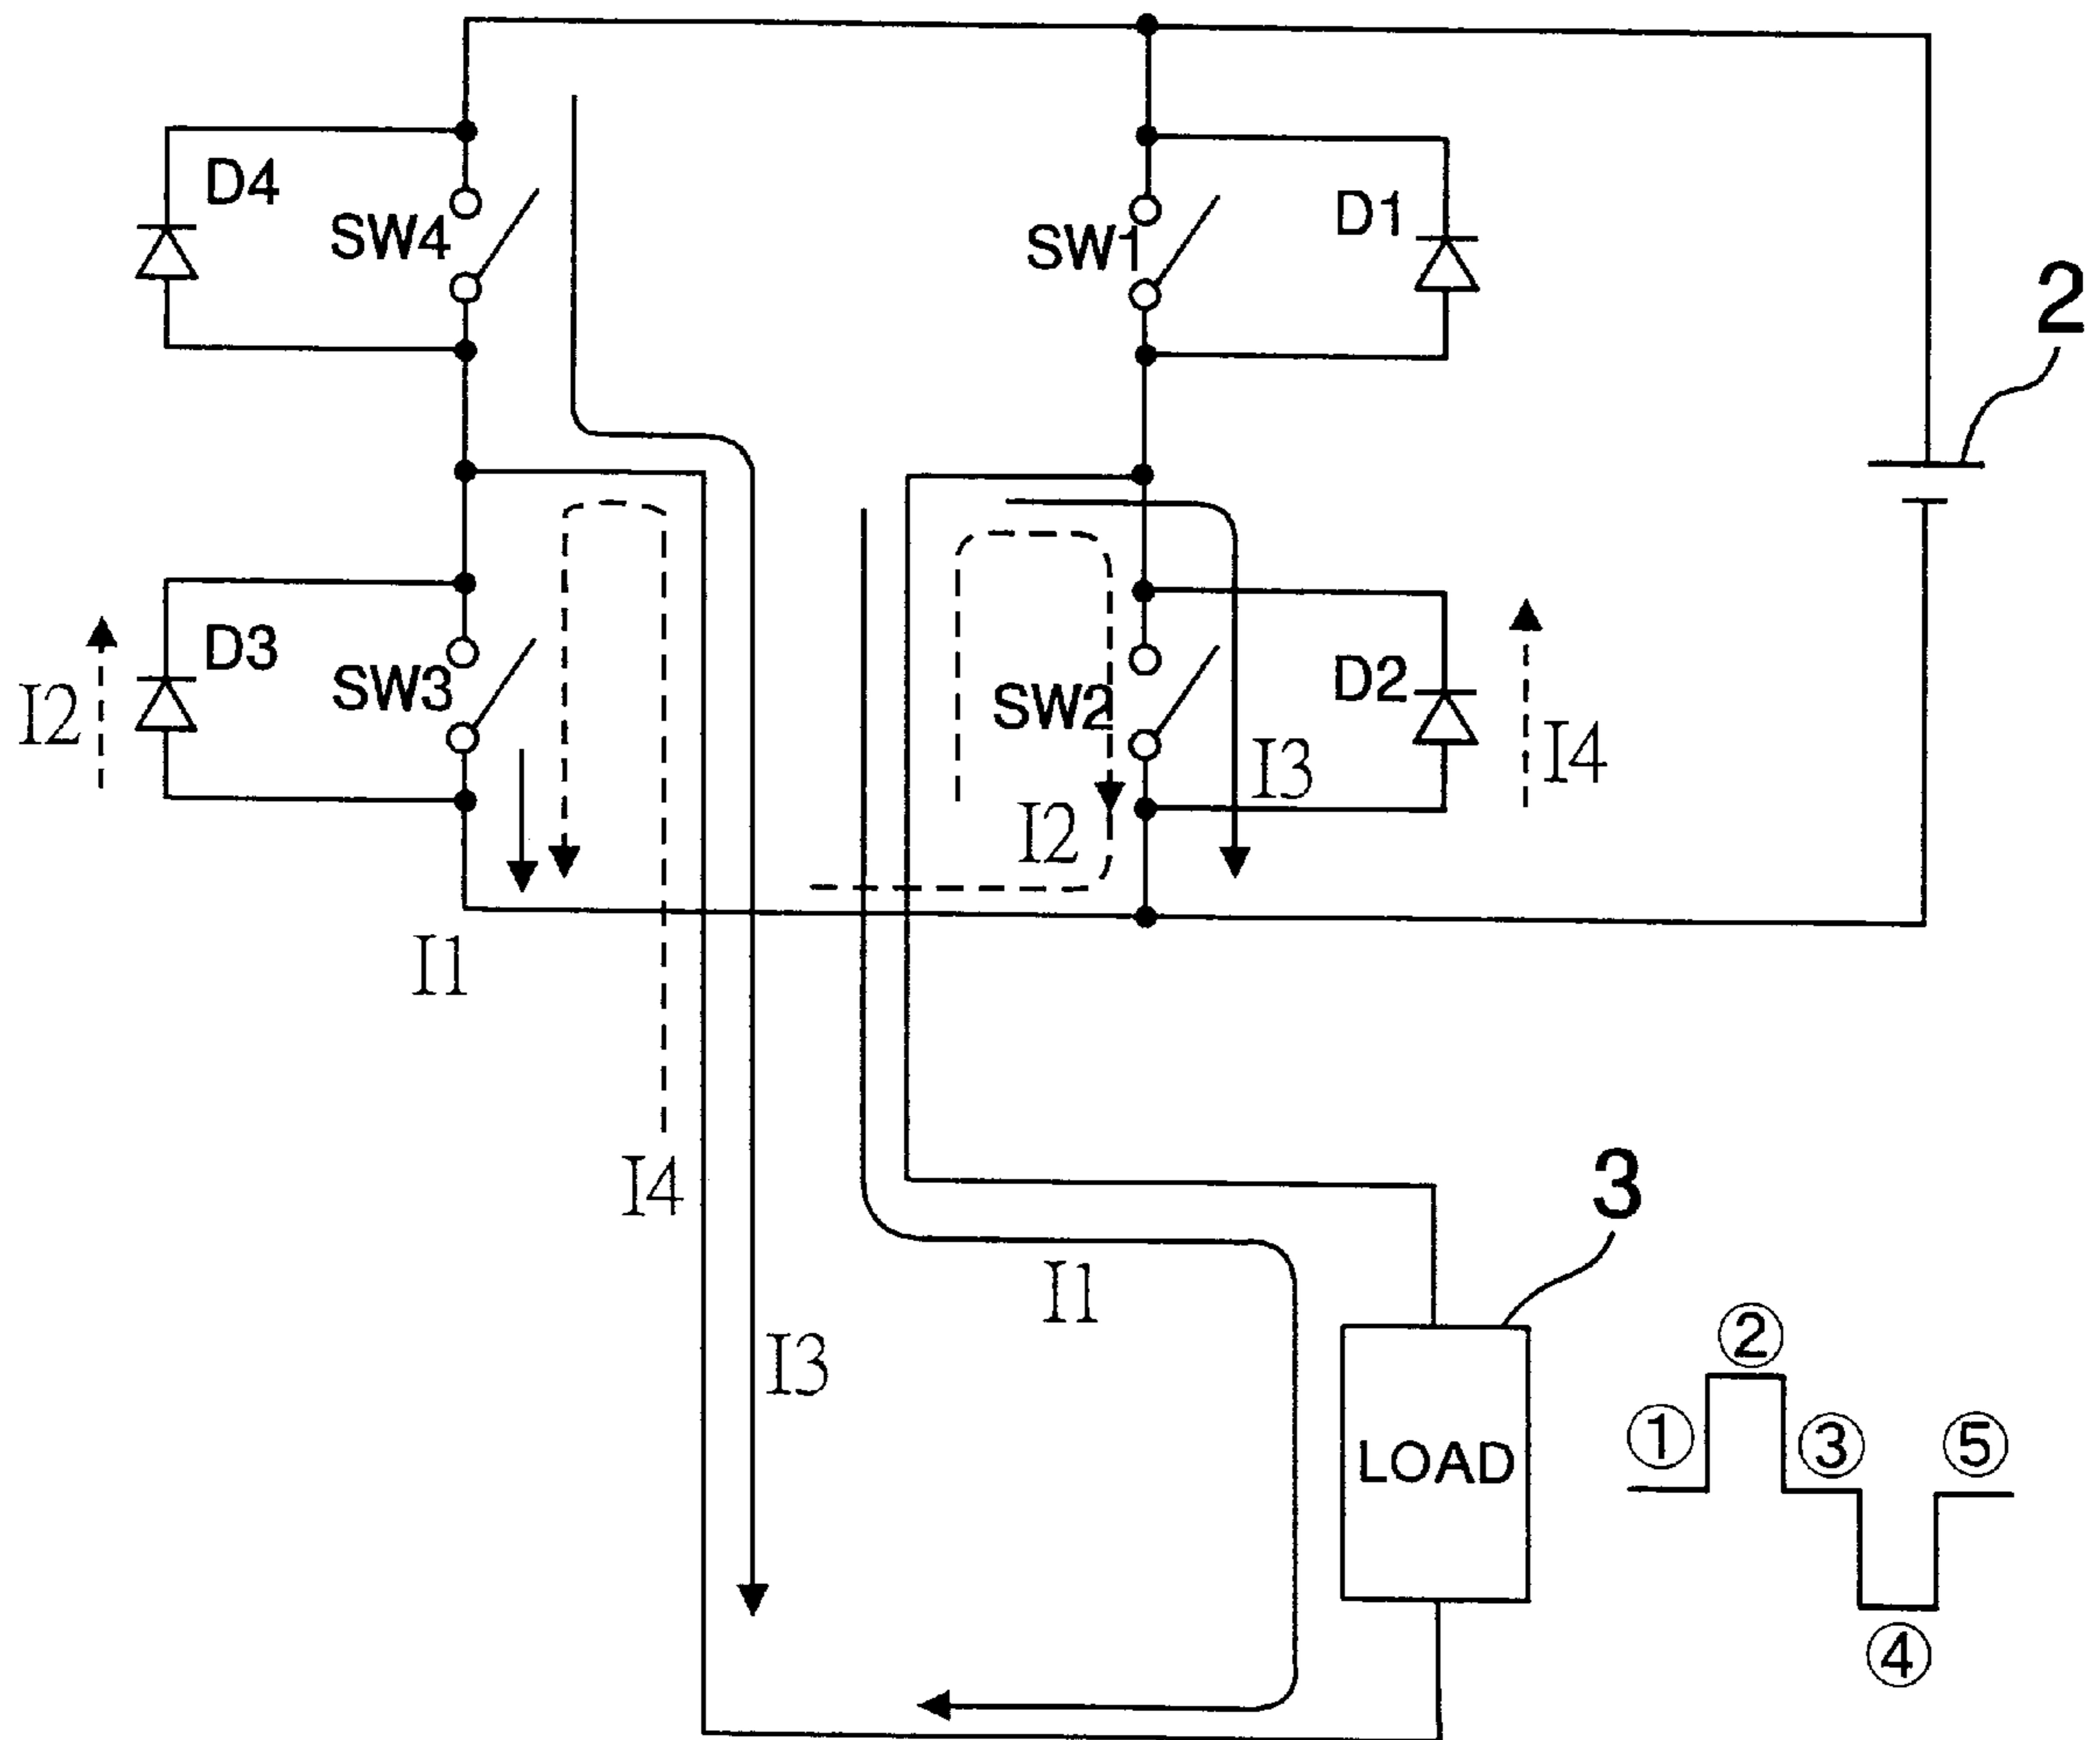 D4
SW4
SW1
D1
2
D3
SW3
I2
SW2
D2
I3
I4
I2
I1
I4
3
I1
I3
LOAD
①
②
③
④
⑤